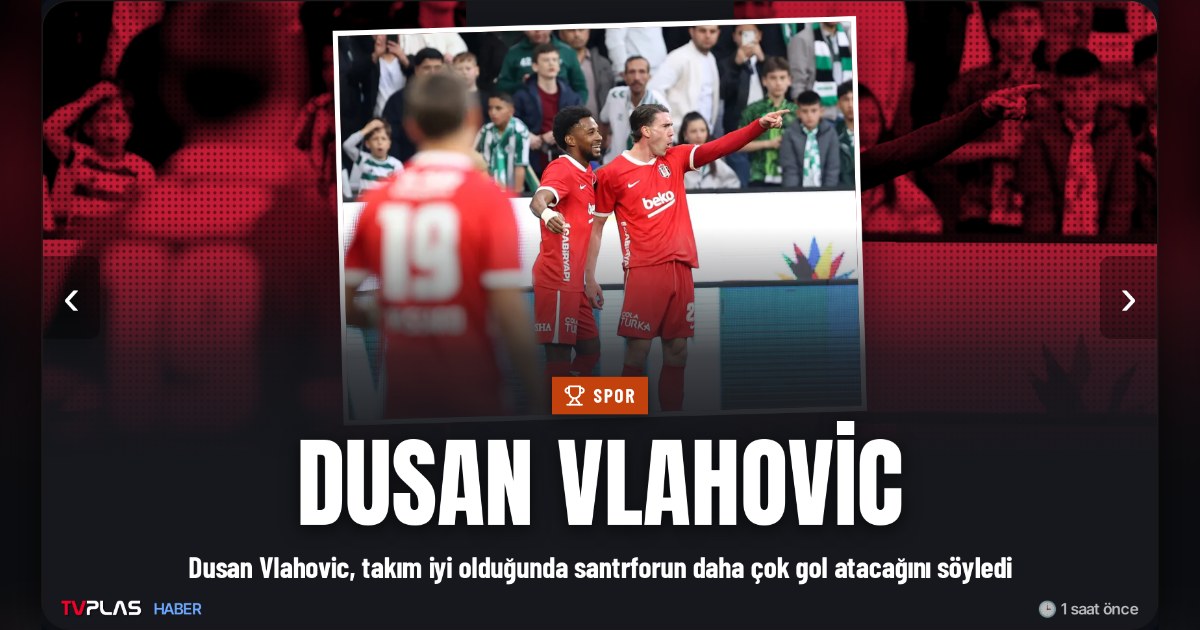 19
beko
beko
SPOR
DUSAN VLAHOVİC
Dusan Vlahovic, takım iyi olduğunda santrforun daha çok gol atacağını söyledi
TVPLAS HABER
1 saat önce